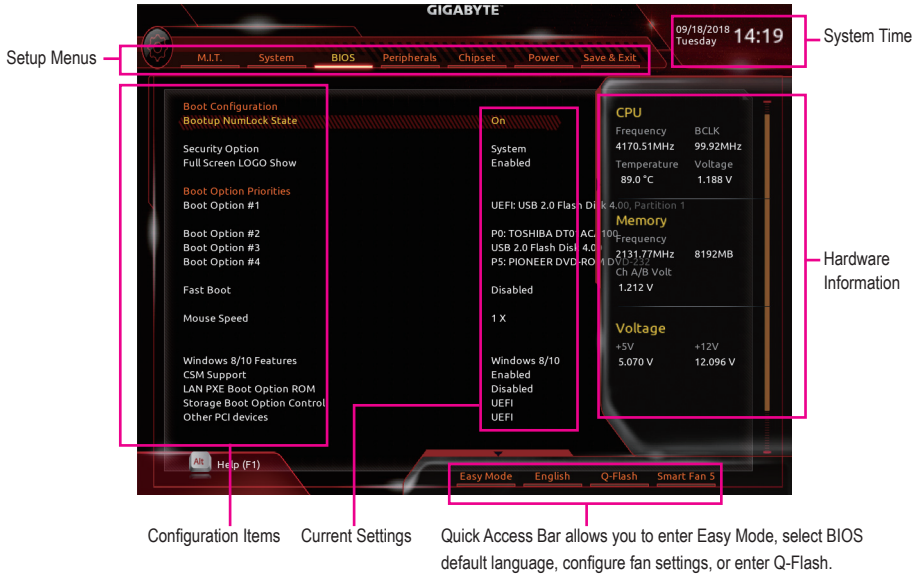 GIGABYTE
09/18/2018 Tuesday 14:19
System Time
Setup Menus
M.I.T. System BIOS Peripherals Chipset Power Save & Exit
Boot Configuration
Bootup NumLock State On
Security Option System
Full Screen LOGO Show Enabled
Boot Option Priorities
Boot Option #1 UEFI: USB 2.0 Flash Disk 4.00, Partition 1
Boot Option #2 P0: TOSHIBA DT01ACA100
Boot Option #3 USB 2.0 Flash Disk 4.00
Boot Option #4 P5: PIONEER DVD-ROM DVD-232
Fast Boot Disabled
Mouse Speed 1 X
Windows 8/10 Features Windows 8/10
CSM Support Enabled
LAN PXE Boot Option ROM Disabled
Storage Boot Option Control UEFI
Other PCI devices UEFI
CPU
Frequency BCLK
4170.51MHz 99.92MHz
Temperature Voltage
89.0 °C 1.188 V
Memory
Frequency
2131.77MHz 8192MB
Ch A/B Volt
1.212 V
Voltage
+5V +12V
5.070 V 12.096 V
Hardware
Information
Alt Help (F1)
Easy Mode English Q-Flash Smart Fan 5
Configuration Items
Current Settings
Quick Access Bar allows you to enter Easy Mode, select BIOS
default language, configure fan settings, or enter Q-Flash.